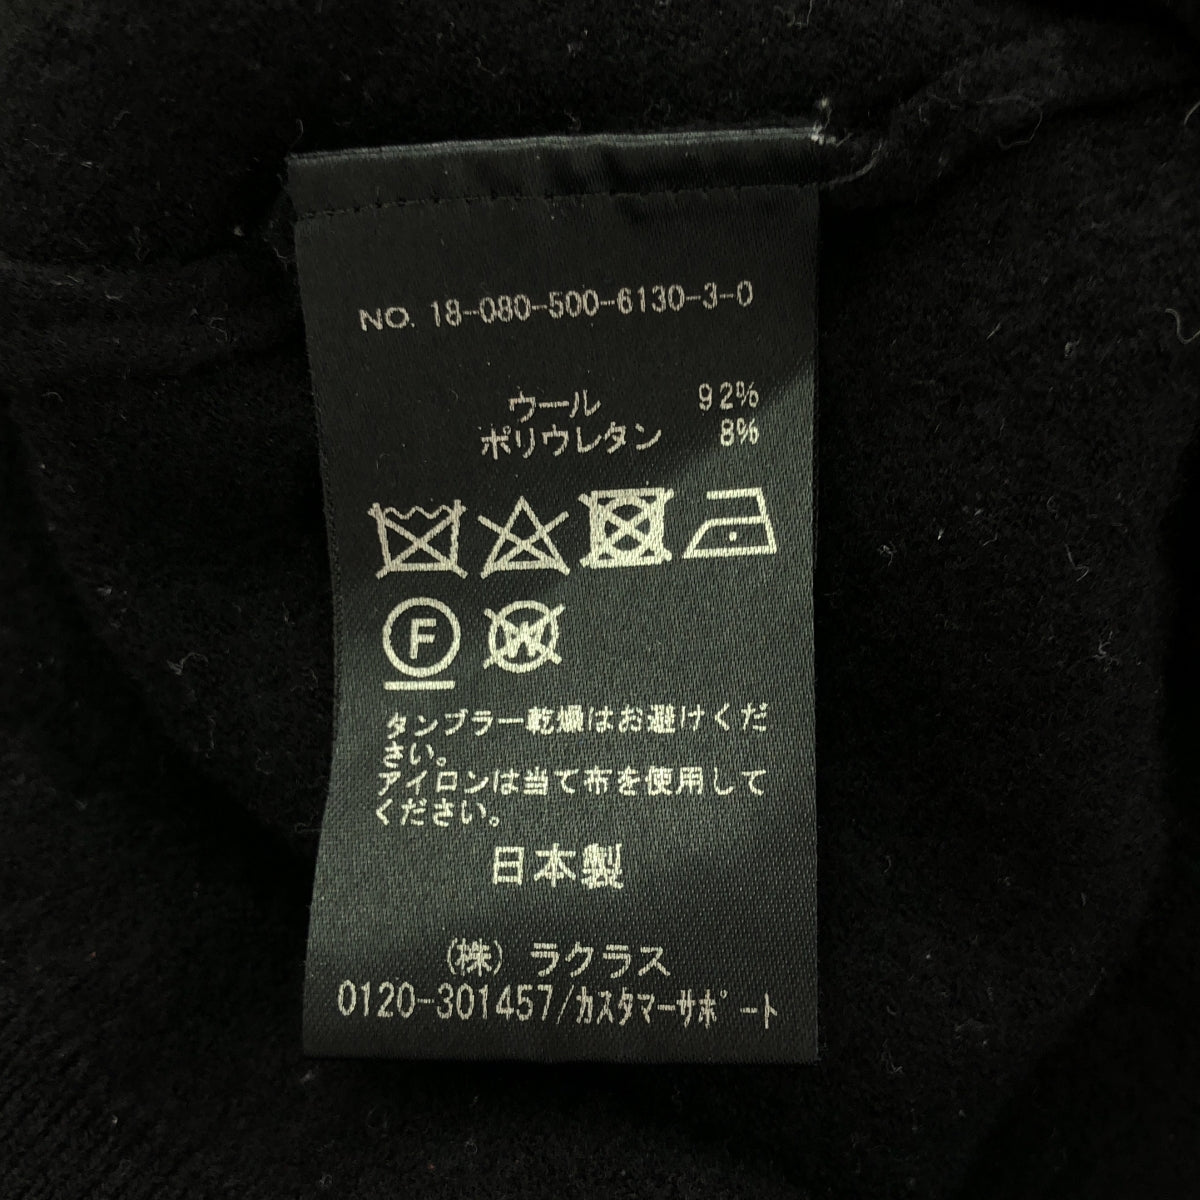 NO. 18-080-500-6130-3-0
ウール 92%
ポリウレタン 8%
F W
タンブラー乾燥はお避けくだ
さい。
アイロンは当て布を使用して
ください。
日本製
(株) ラクラス
0120-301457/カスタマーサポート